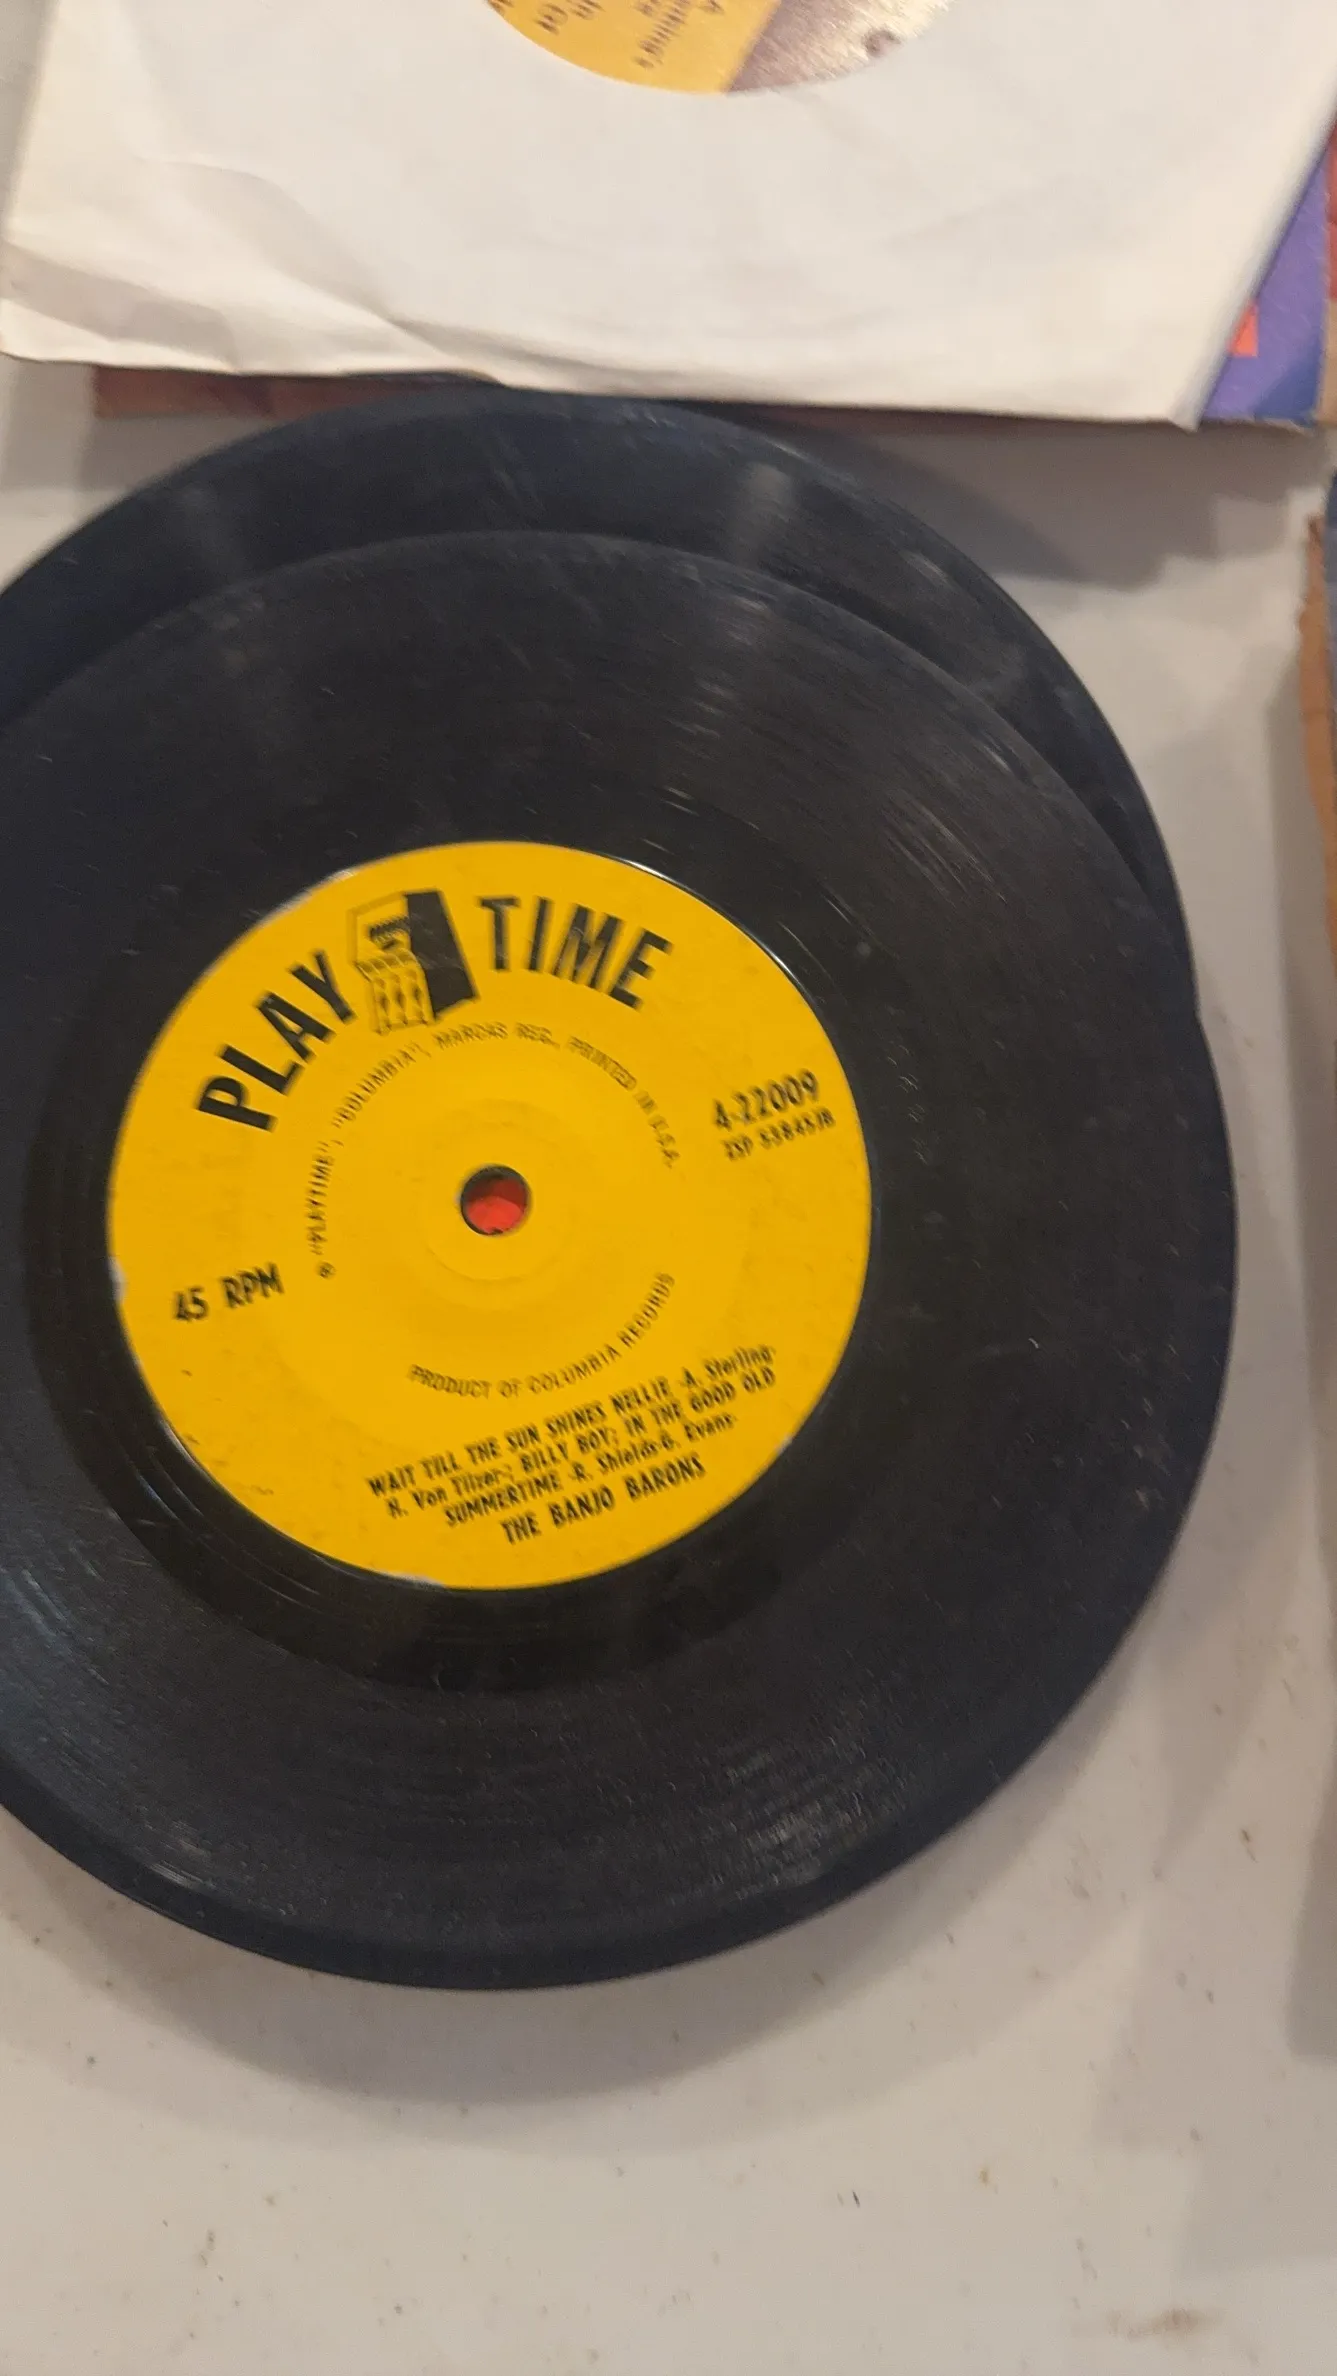 PLAY TIME
® "PLAYTIME", "COLUMBIA", MARCAS REG., PRINTED IN U.S.A.
4-22009
ZSP
45 RPM
PRODUCT OF COLUMBIA RECORDS
WAIT TILL THE SUN SHINES NELLIE -A. Sterling-
H. Von Tilzer-; BILLY BOY; IN THE GOOD OLD
SUMMERTIME -R. Shields-G. Evans-
THE BANJO BARONS